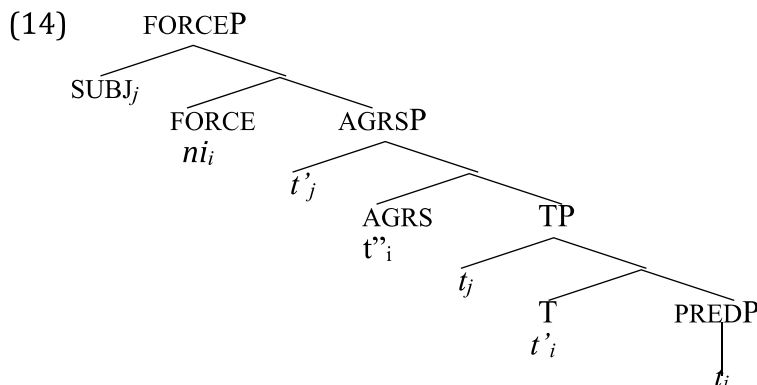 (14) FORCEP
SUBJj
FORCE AGRSP
nii
t’j
AGRS TP
t”i
tj
T PREDP
t’i
ti